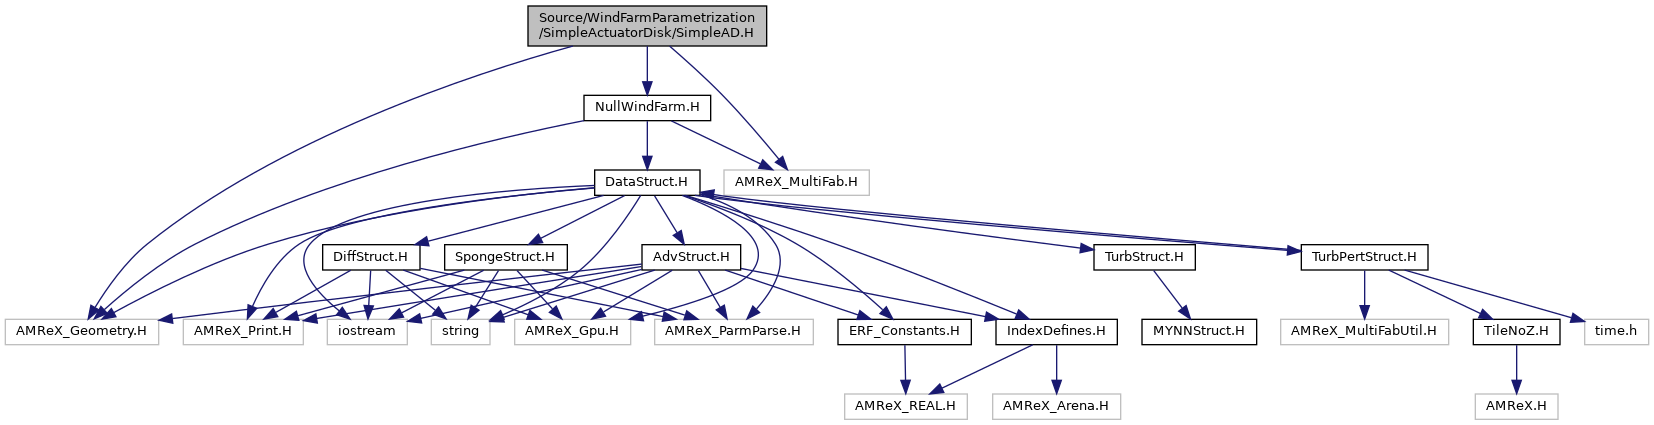 Source/WindFarmParametrization
/SimpleActuatorDisk/SimpleAD.H
NullWindFarm.H
AMReX_MultiFab.H
DataStruct.H
DiffStruct.H
SpongeStruct.H
AdvStruct.H
TurbStruct.H
TurbPertStruct.H
AMReX_Geometry.H
AMReX_Print.H
iostream
string
AMReX_Gpu.H
AMReX_ParmParse.H
ERF_Constants.H
IndexDefines.H
MYNNStruct.H
AMReX_MultiFabUtil.H
TileNoZ.H
time.h
AMReX_REAL.H
AMReX_Arena.H
AMReX.H